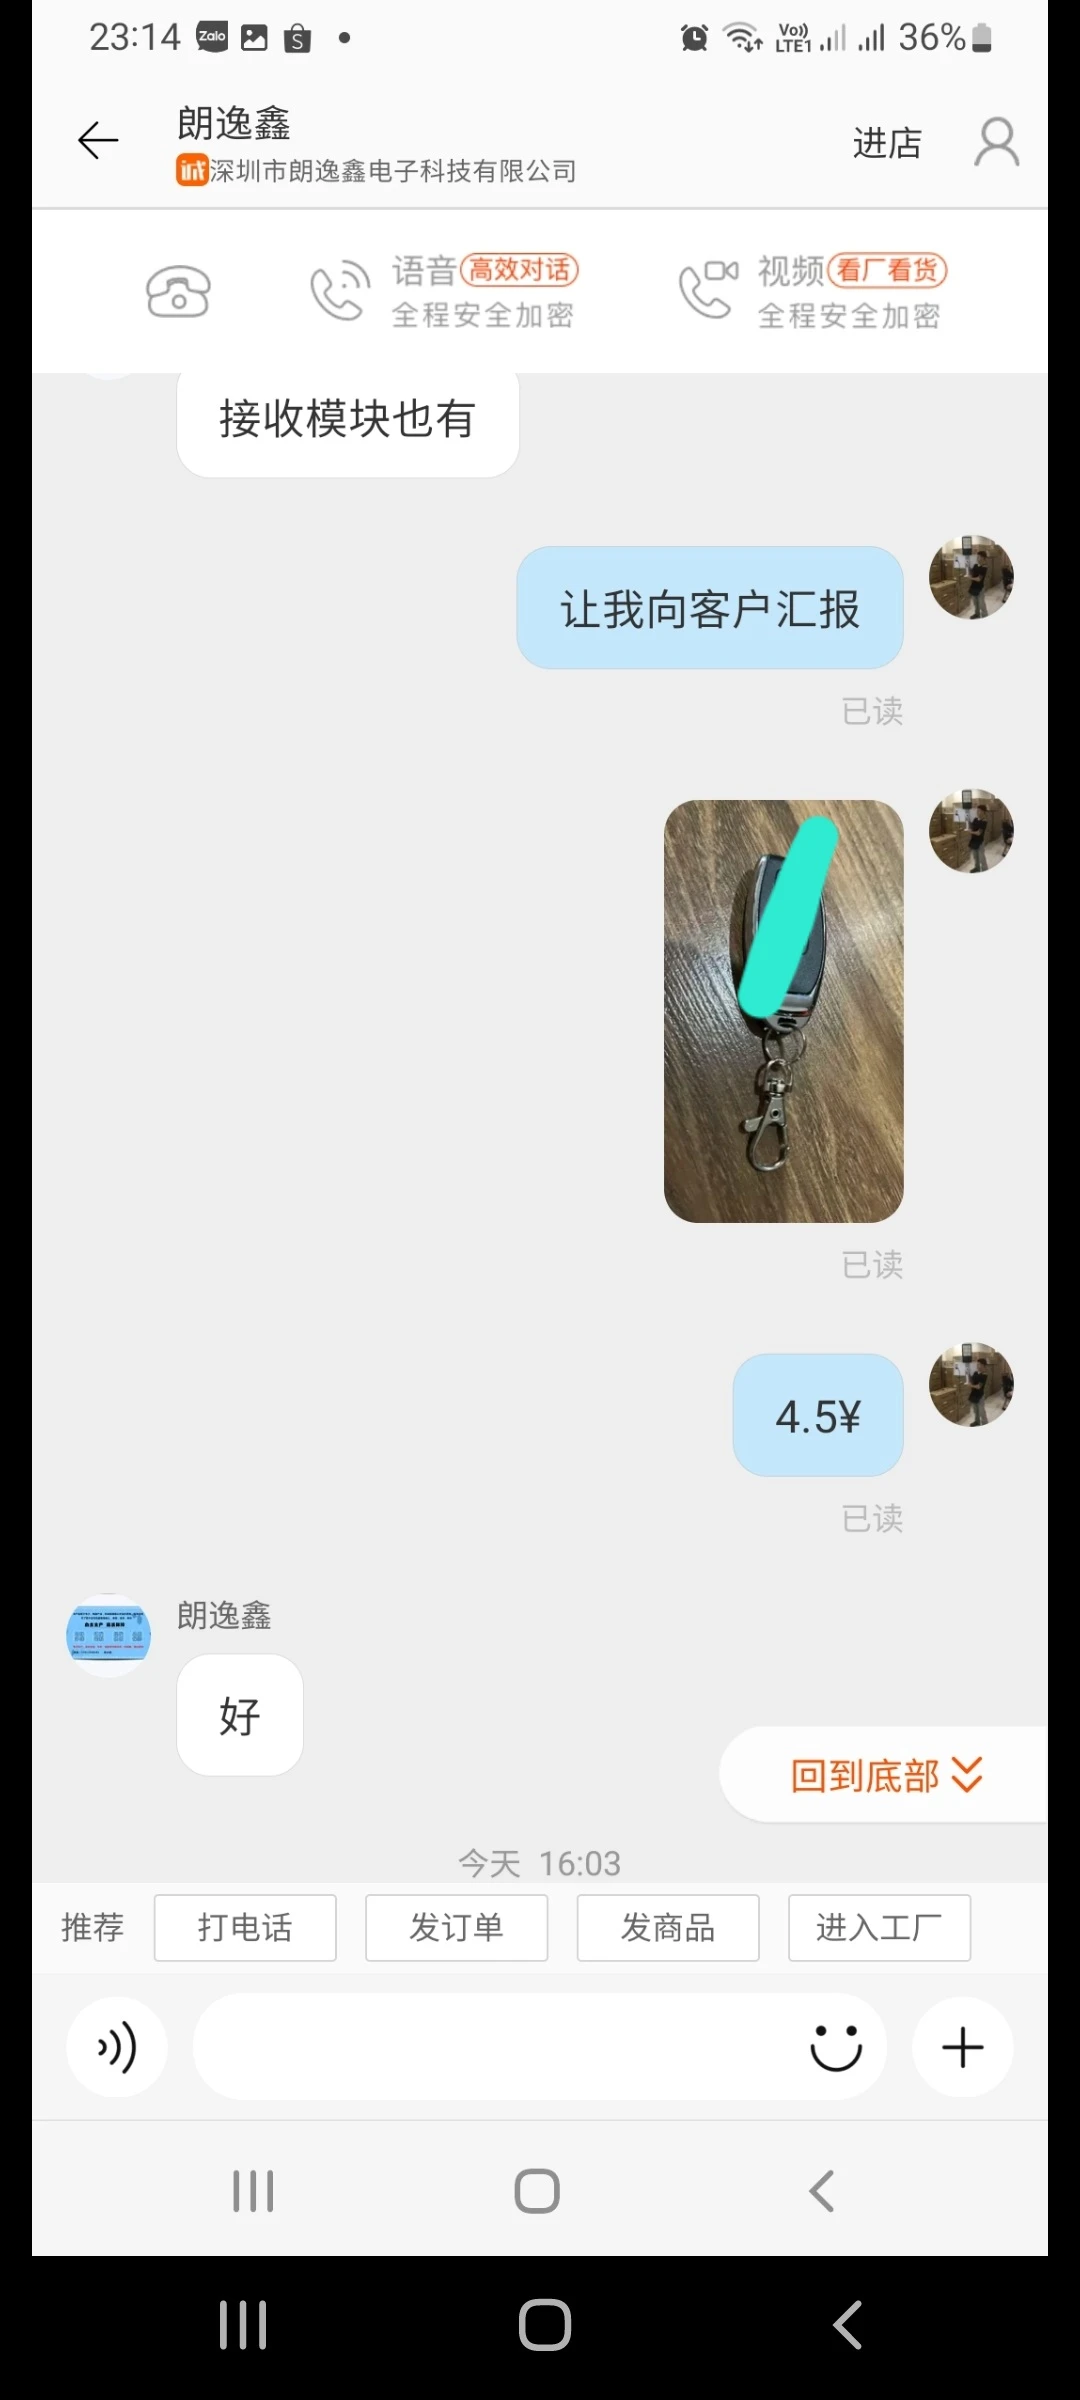 23:14 Zalo S Vo)) LTE1 36%
朗逸鑫
深圳市朗逸鑫电子科技有限公司
进店
语音 高效对话
全程安全加密
视频 看厂看货
全程安全加密
接收模块也有
让我向客户汇报
已读
已读
4.5¥
已读
朗逸鑫
好
回到底部
今天 16:03
推荐 打电话 发订单 发商品 进入工厂